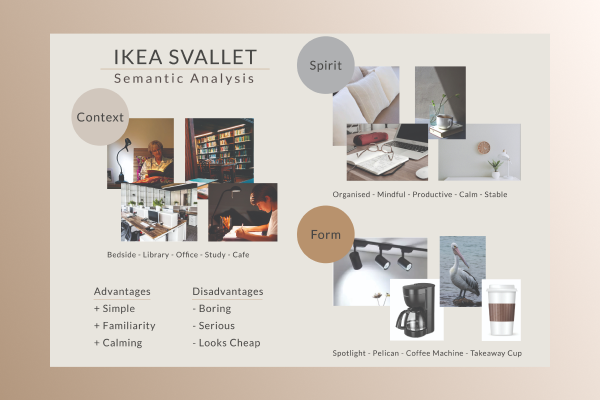 IKEA SVALLET
Semantic Analysis
Context
Bedside - Library - Office - Study - Cafe
Advantages
+ Simple
+ Familiarity
+ Calming
Disadvantages
- Boring
- Serious
- Looks Cheap
Spirit
Organised - Mindful - Productive - Calm - Stable
Form
Spotlight - Pelican - Coffee Machine - Takeaway Cup